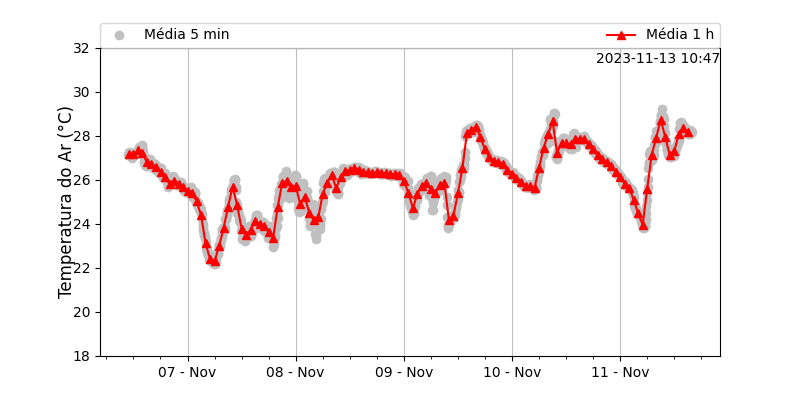 Média 5 min
Média 1 h
2023-11-13 10:47
Temperatura do Ar (°C)
32
30
28
26
24
22
20
18
07 - Nov
08 - Nov
09 - Nov
10 - Nov
11 - Nov